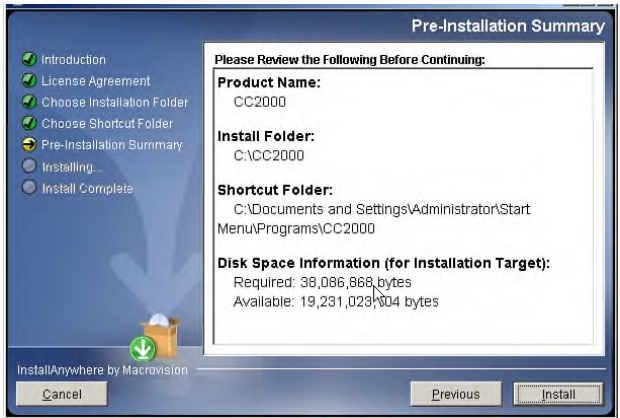 Pre-Installation Summary
Introduction
License Agreement
Choose Installation Folder
Choose Shortcut Folder
Pre-Installation Summary
Installing...
Install Complete
Please Review the Following Before Continuing:
Product Name:
CC2000
Install Folder:
C:\CC2000
Shortcut Folder:
C:\Documents and Settings\Administrator\Start
Menu\Programs\CC2000
Disk Space Information (for Installation Target):
Required: 38,086,868 bytes
Available: bytes
InstallAnywhere by Macrovision
Cancel
Previous
Install